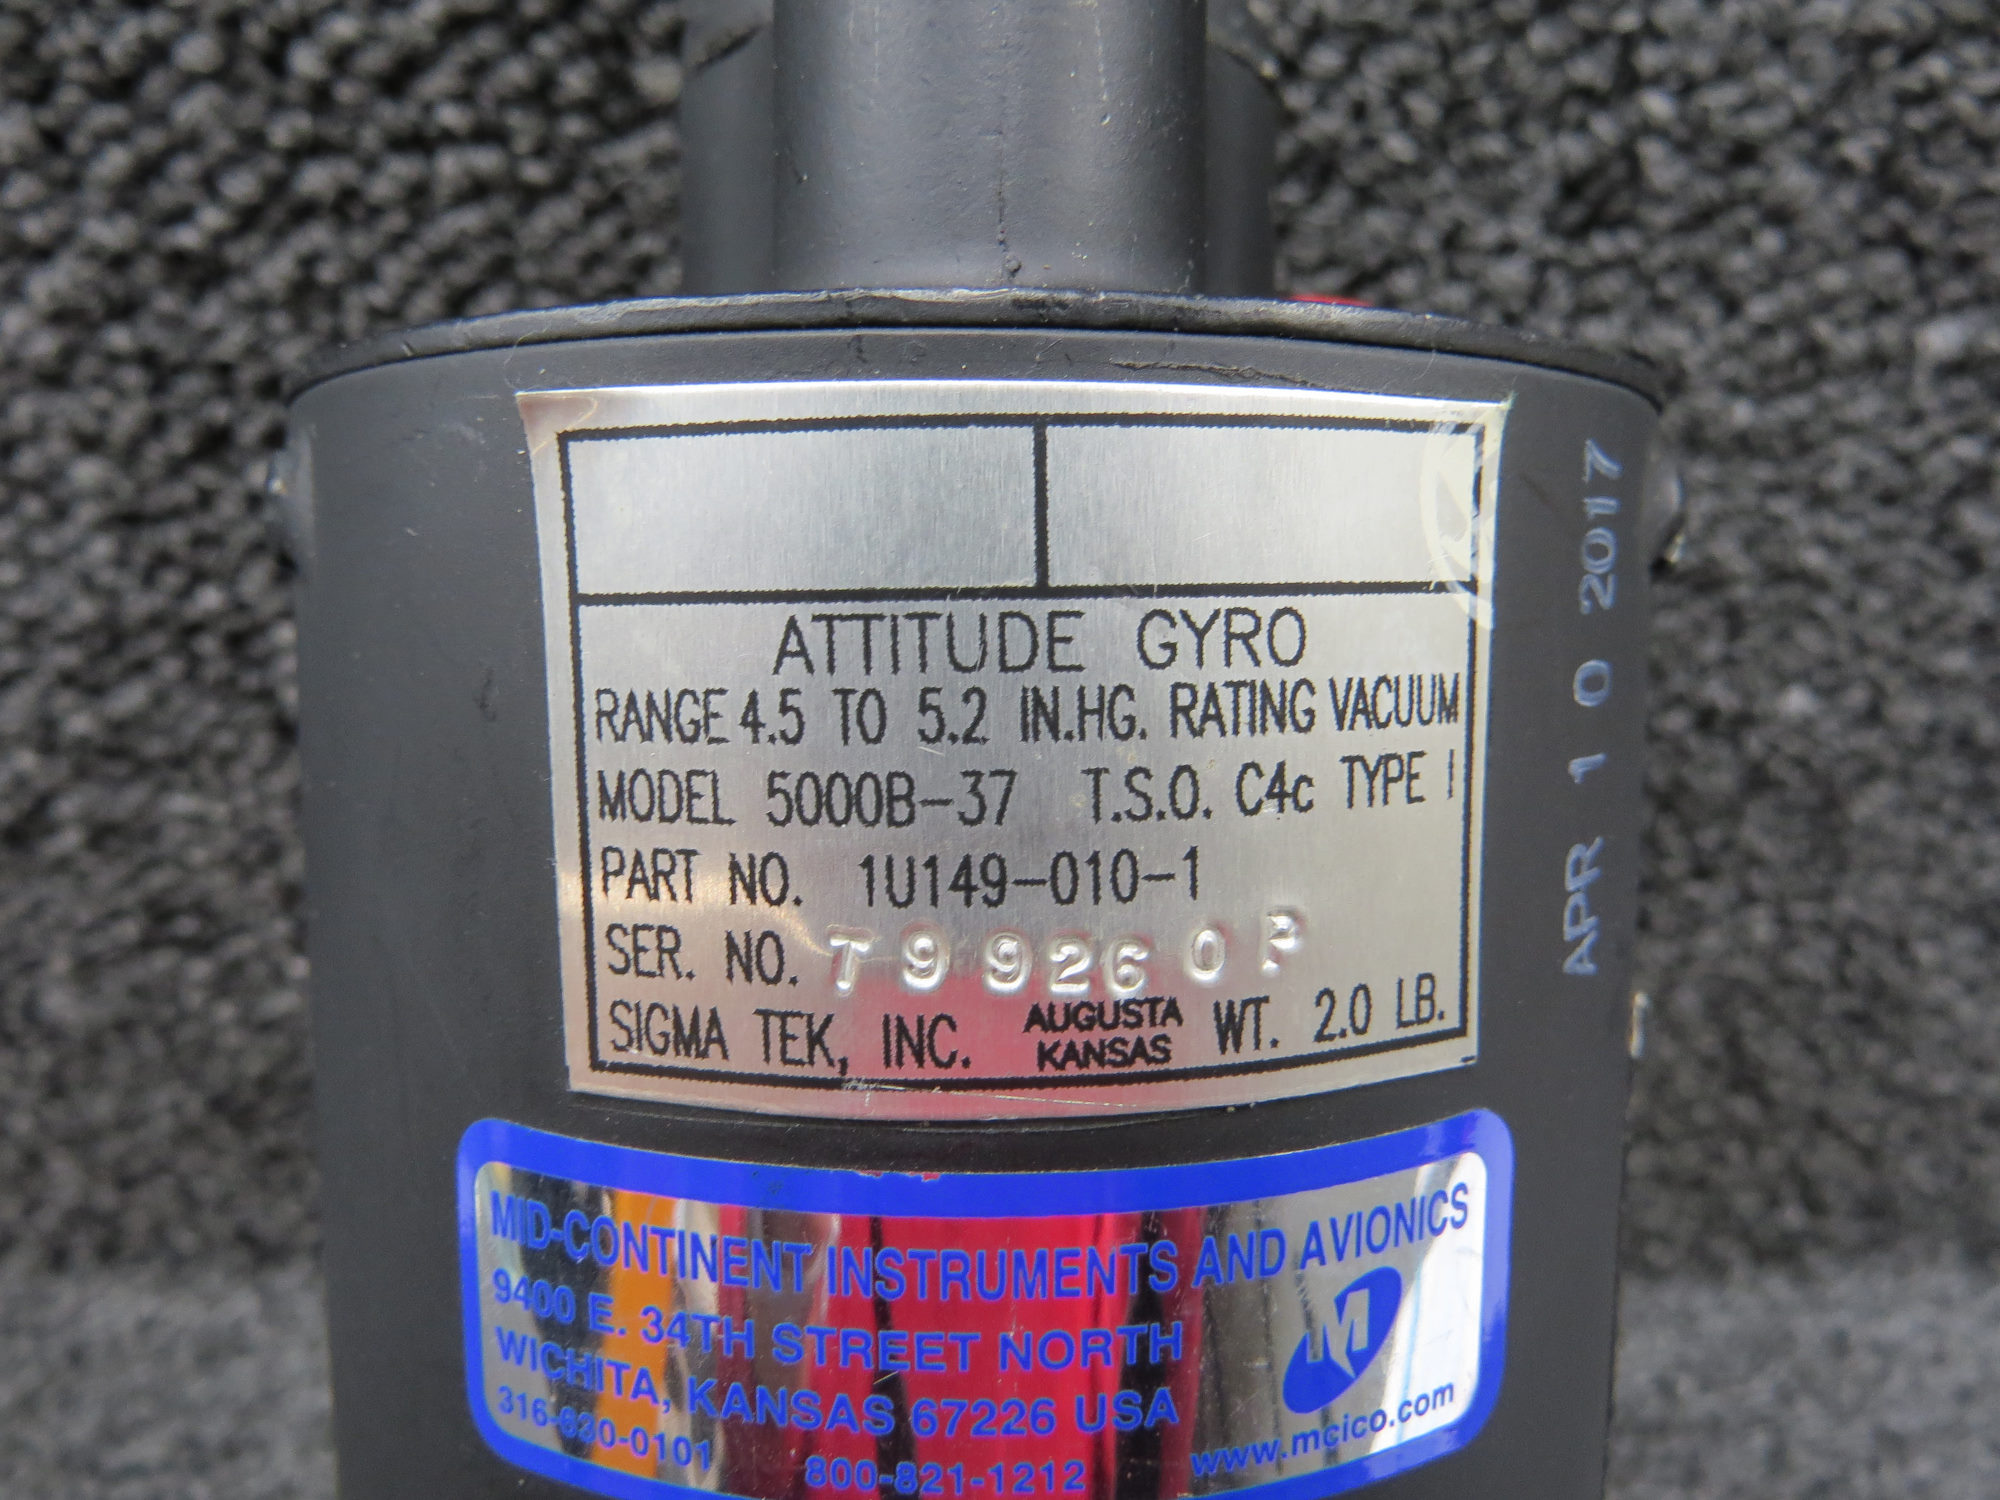 ATTITUDE GYRO
RANGE 4.5 TO 5.2 IN.HG. RATING VACUUM
MODEL 5000B-37 T.S.O. C4c TYPE I
PART NO. 1U149-010-1
SER. NO. T99260P
SIGMA TEK, INC. AUGUSTA KANSAS WT. 2.0 LB.
APR 10 2017
MID-CONTINENT INSTRUMENTS AND AVIONICS
9400 E. 34TH STREET NORTH
WICHITA, KANSAS 67226 USA
316-630-0101 800-821-1212 www.mcico.com
M